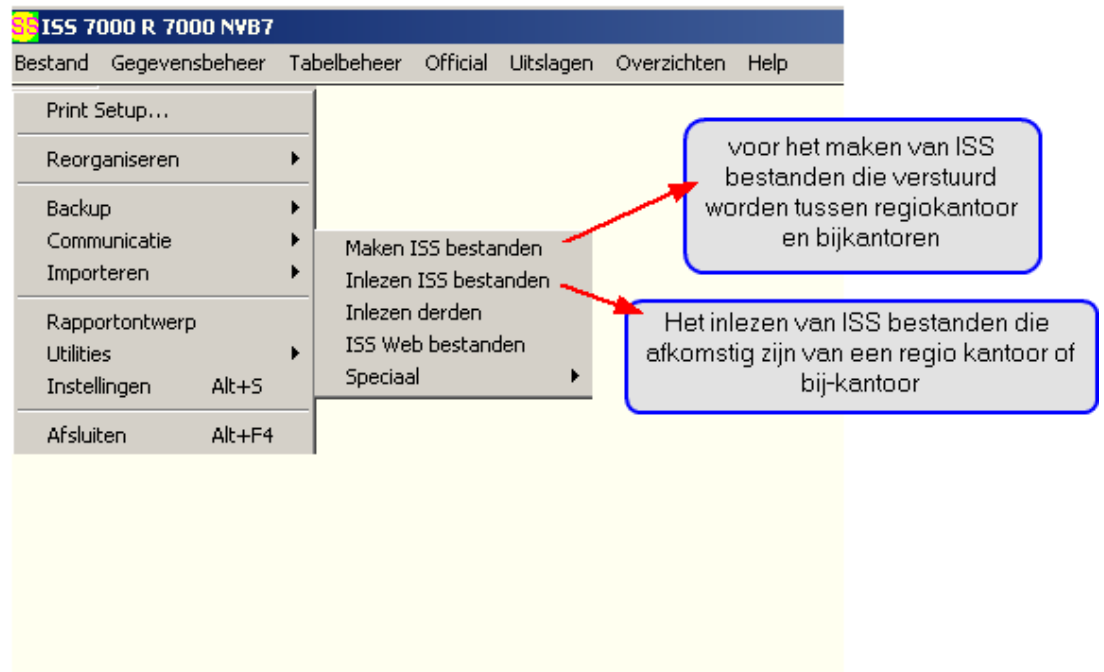 ISS ISS 7000 R 7000 NVB7
Bestand Gegevensbeheer Tabelbeheer Official Uitslagen Overzichten Help
Print Setup...
Reorganiseren
Backup
Communicatie
Importeren
Rapportontwerp
Utilities
Instellingen Alt+S
Afsluiten Alt+F4
Maken ISS bestanden
Inlezen ISS bestanden
Inlezen derden
ISS Web bestanden
Speciaal
voor het maken van ISS
bestanden die verstuurd
worden tussen regiokantoor
en bijkantoren
Het inlezen van ISS bestanden die
afkomstig zijn van een regio kantoor of
bij-kantoor